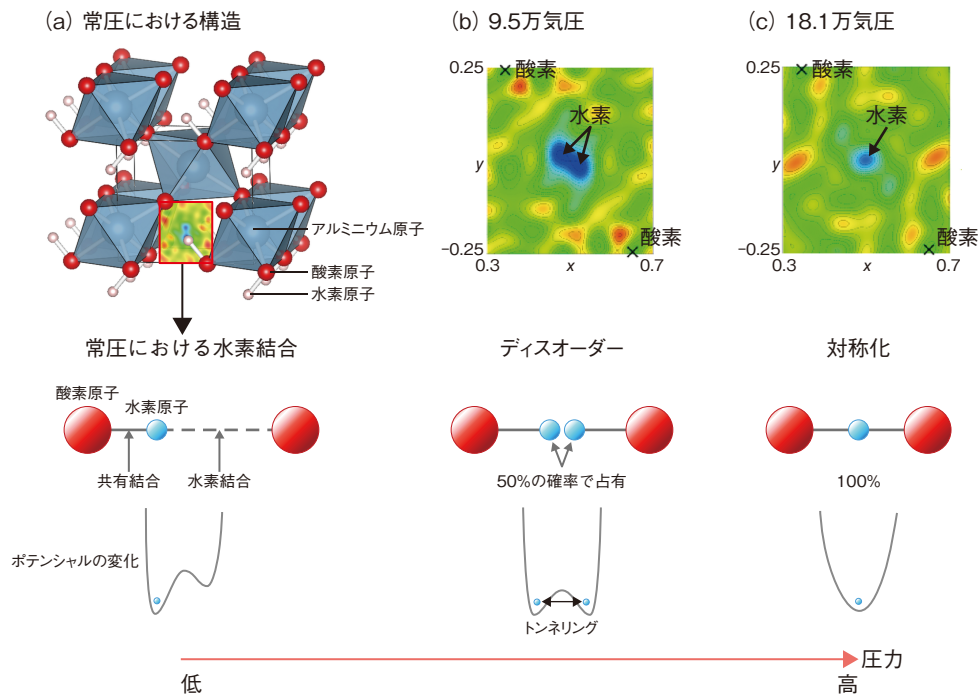 (a) 常圧における構造
(b) 9.5万気圧
(c) 18.1万気圧
0.25
酸素
水素
y
−0.25
0.3
x
0.7
酸素
0.25
酸素
水素
y
−0.25
0.3
x
0.7
酸素
アルミニウム原子
酸素原子
水素原子
常圧における水素結合
ディスオーダー
対称化
酸素原子
水素原子
共有結合
水素結合
50%の確率で占有
100%
ポテンシャルの変化
トンネリング
圧力
低
高